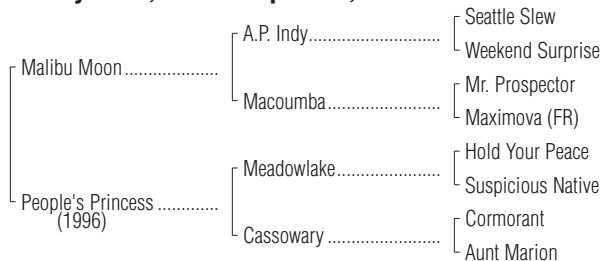 A.P. Indy
Seattle Slew
Weekend Surprise
Malibu Moon
Macoumba
Mr. Prospector
Maximova (FR)
Meadowlake
Hold Your Peace
Suspicious Native
People's Princess
(1996)
Cassowary
Cormorant
Aunt Marion